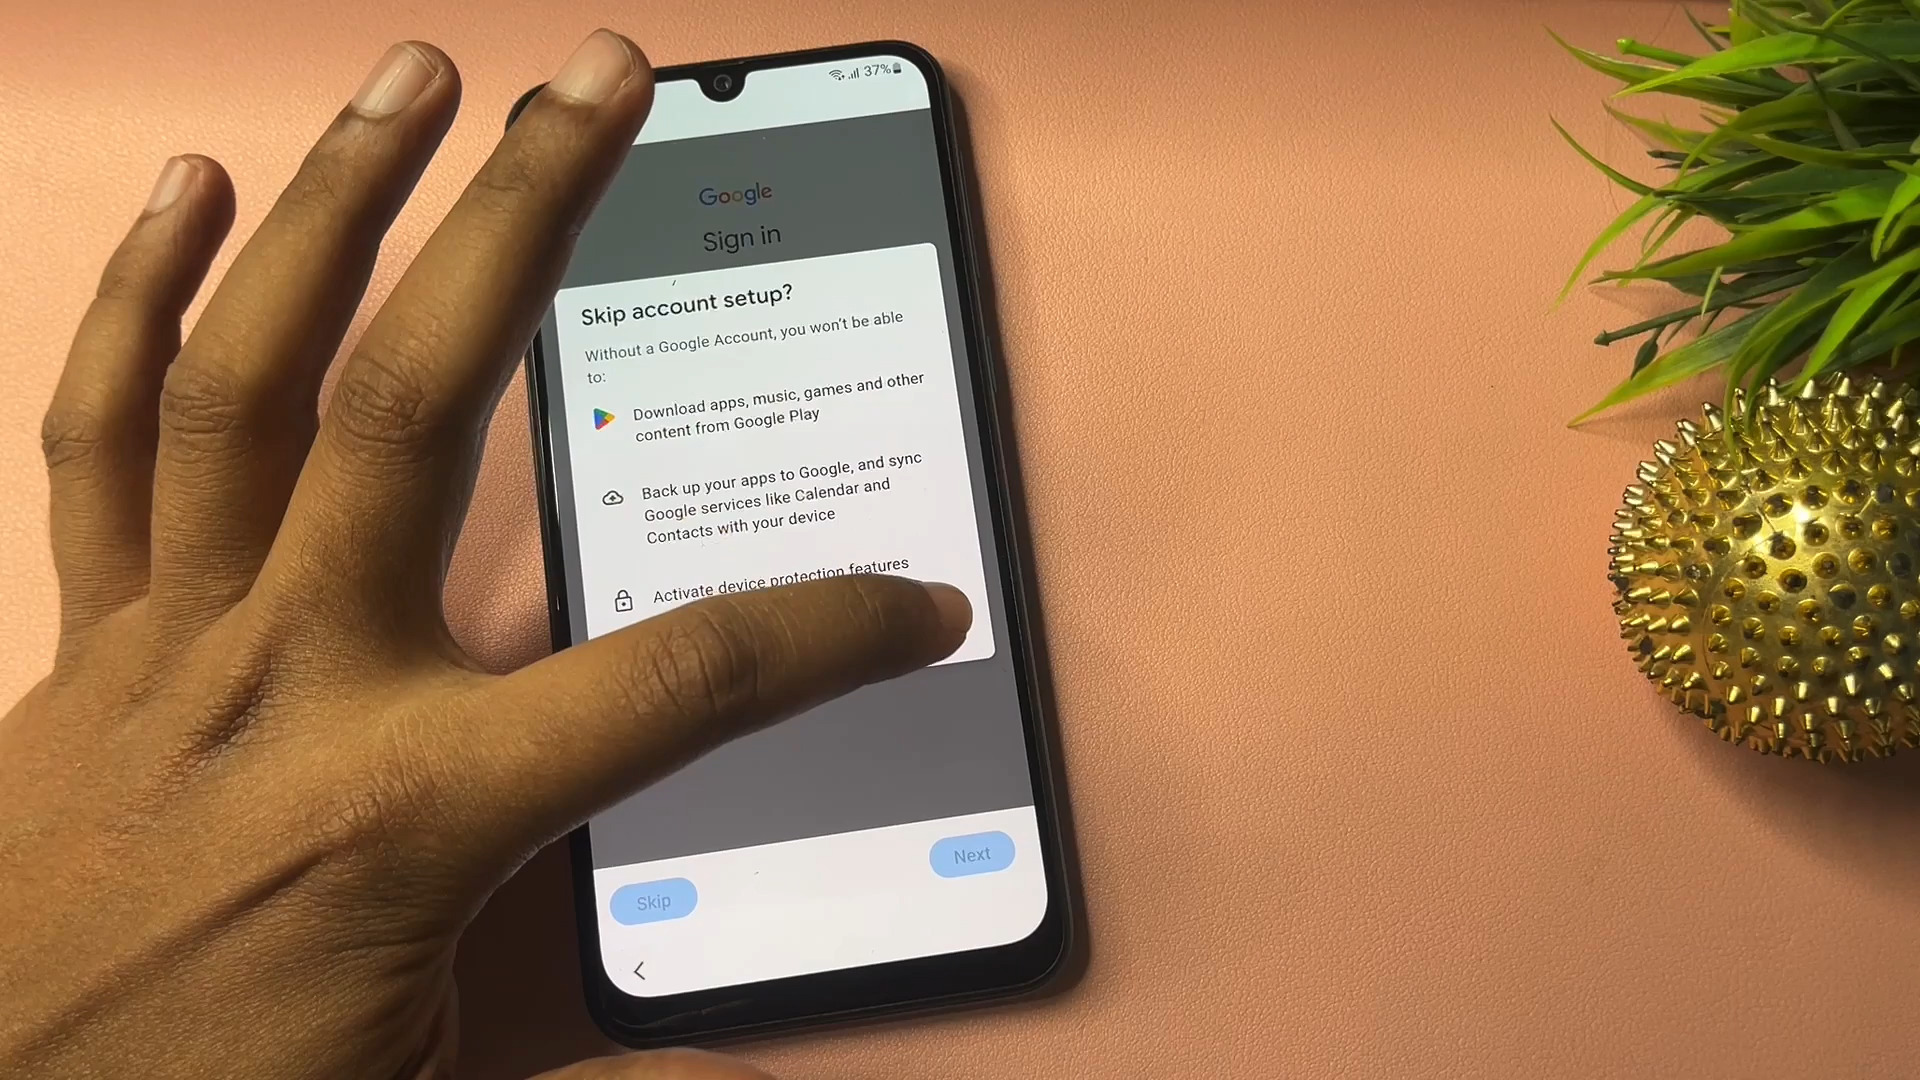 37%
Google
Sign in
Skip account setup?
Without a Google Account, you won't be able
to:
Download apps, music, games and other
content from Google Play
Back up your apps to Google, and sync
Google services like Calendar and
Contacts with your device
Activate device protection features
Next
Skip